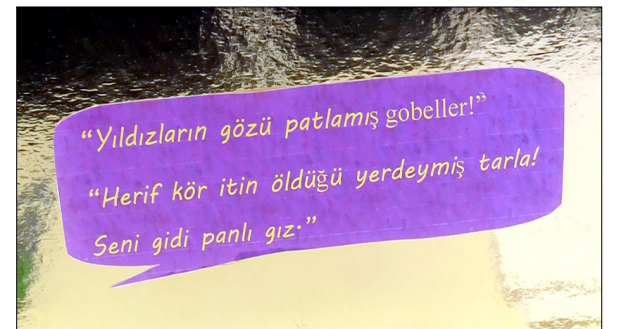 “Yıldızların gözü patlamış gobeller!”
“Herif kör itin öldüğü yerdeymiş tarla!
Seni gidi panlı gız.”